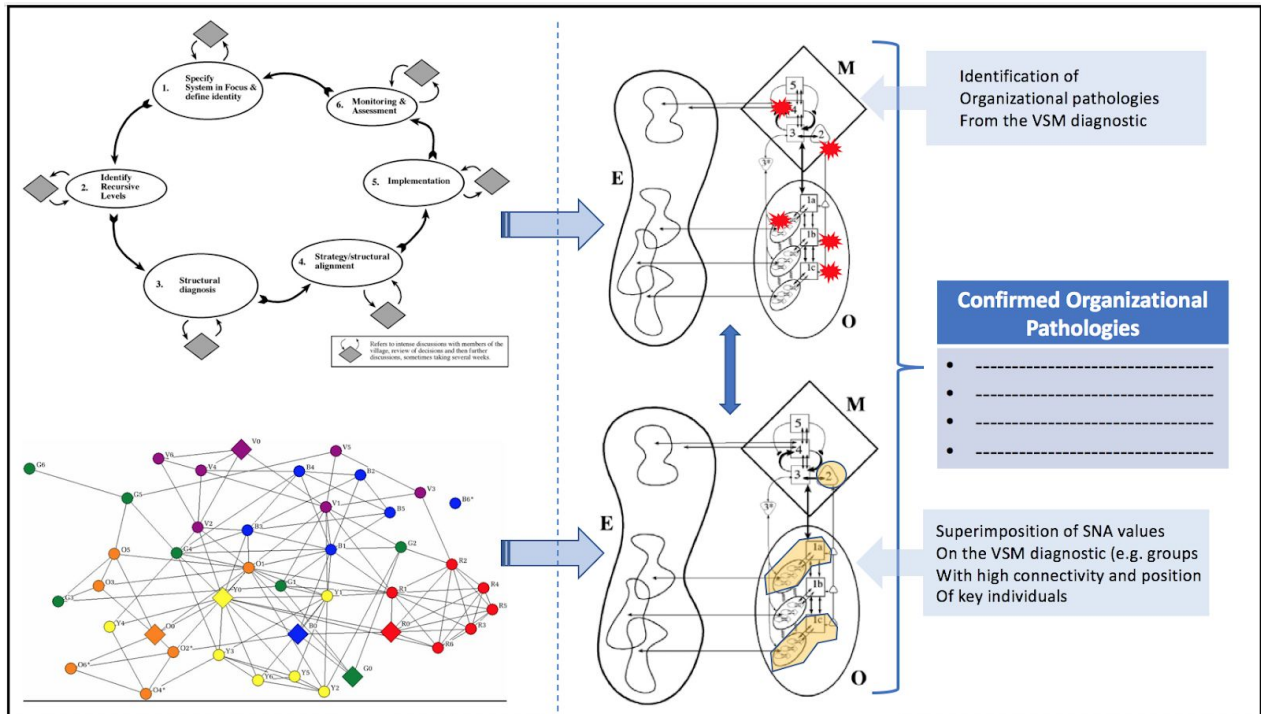 1.
Specify
System in Focus &
define identity
6. Monitoring &
Assessment
2.
Identify
Recursive
Levels
5. Implementation
3.
Structural
diagnosis
4. Strategy/structural
alignment
Refers to intense discussions with members of the
village, review of decisions and then further
discussions, sometimes taking several weeks.
M
5
4
3
2
3*
E
1a
1b
1c
O
Identification of
Organizational pathologies
From the VSM diagnostic
Confirmed Organizational
Pathologies
• ----------------------------------
• ----------------------------------
• ----------------------------------
• ----------------------------------
M
5
4
3
2
3*
E
1a
1b
1c
O
Superimposition of SNA values
On the VSM diagnostic (e.g. groups
With high connectivity and position
Of key individuals
G6
V6
V0
V5
V4
B4
B2
V3
G5
B6*
V1
B5
V2
B3
G4
B1
G2
O5
O1
R2
O3
G1
R1
R4
G3
Y0
Y1
R5
Y4
O0
B0
R0
R3
O2*
Y3
R6
O6*
G0
Y6
Y5
O4*
Y2